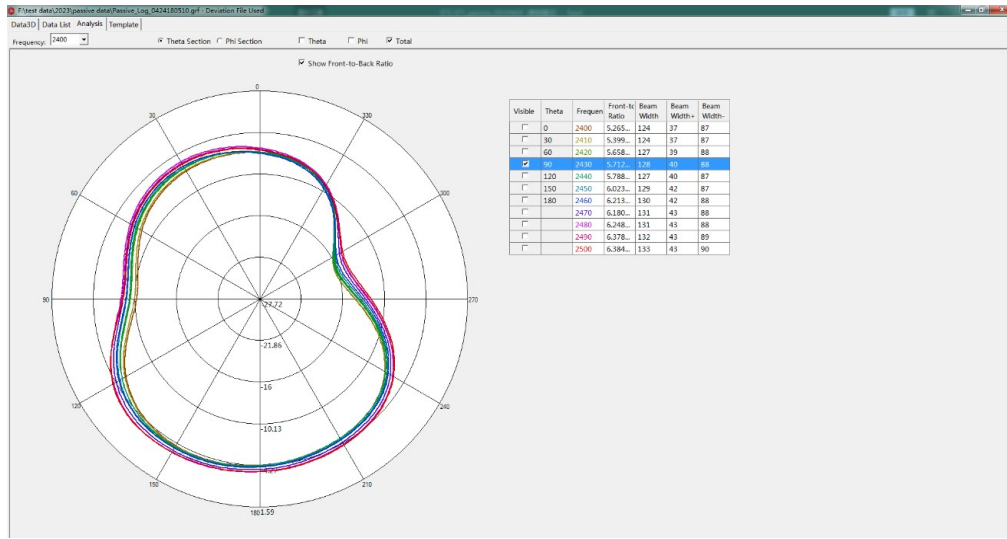 F:\test data\2023\passive data\Passive_Log_0424180510.grf - Deviation File Used
Data3D Data List Analysis Template
Frequency: 2400 Theta Section Phi Section Theta Phi Total
Show Front-to-Back Ratio
0
30 330
60 300
90 270
120 240
150 210
180
-27.72
-21.86
-16
-10.13
1.59
Visible Theta Frequen Front-to Ratio Beam Width Beam Width+ Beam Width-
0 2400 5.265... 124 37 87
30 2410 5.399... 124 37 87
60 2420 5.658... 127 39 88
90 2430 5.712... 128 40 88
120 2440 5.788... 127 40 87
150 2450 6.023... 129 42 87
180 2460 6.213... 130 42 88
2470 6.180... 131 43 88
2480 6.248... 131 43 88
2490 6.378... 132 43 89
2500 6.384... 133 43 90